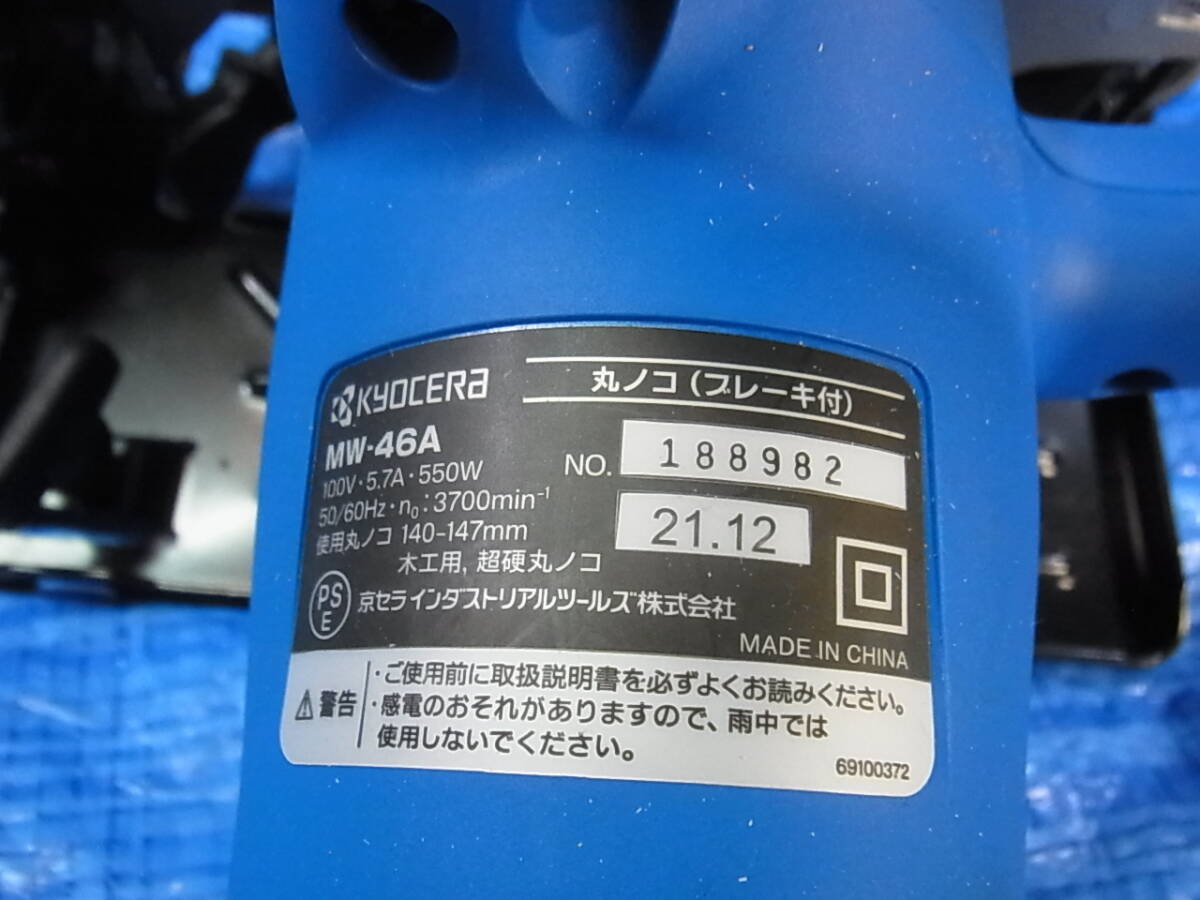 KYOCERA
丸ノコ（ブレーキ付）
MW-46A
NO. 188982
100V・5.7A・550W
50/60Hz・n₀：3700min⁻¹
21.12
使用丸ノコ 140-147mm
木工用, 超硬丸ノコ
PSE
京セラインダストリアルツールズ株式会社
MADE IN CHINA
警告
・ご使用前に取扱説明書を必ずよくお読みください。
・感電のおそれがありますので、雨中では
使用しないでください。
69100372